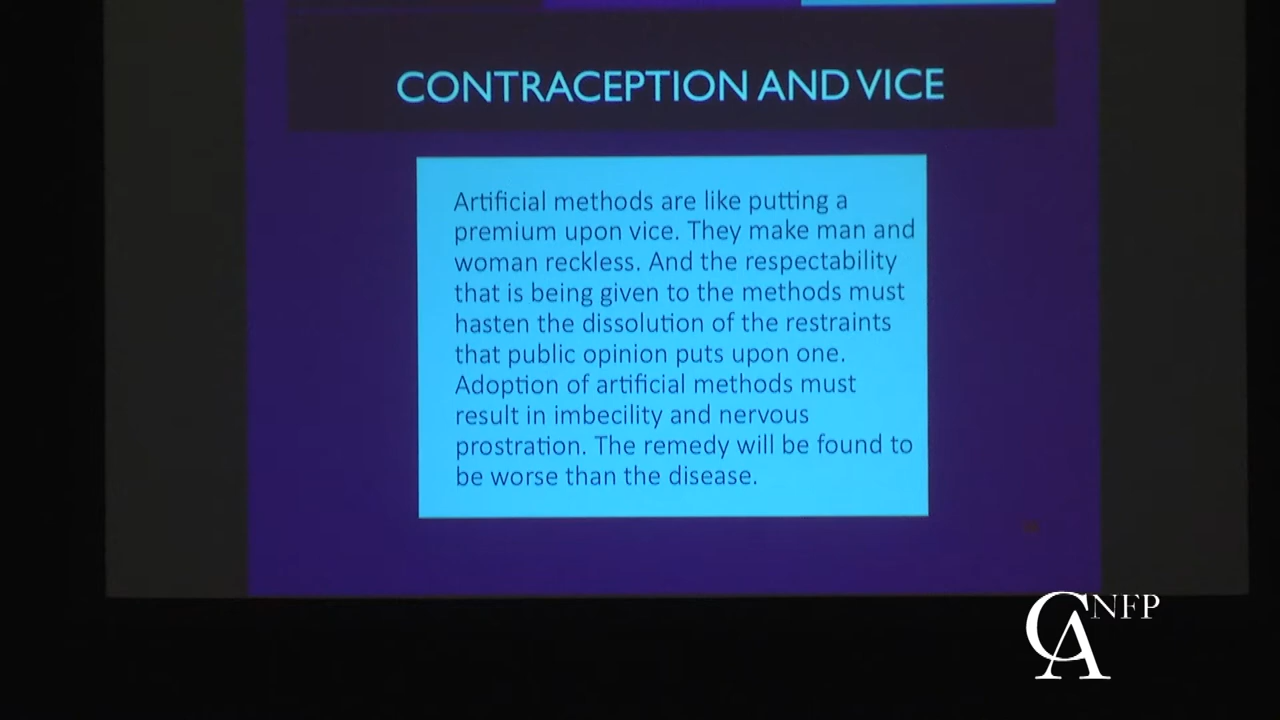 CONTRACEPTION AND VICE
Artificial methods are like putting a
premium upon vice. They make man and
woman reckless. And the respectability
that is being given to the methods must
hasten the dissolution of the restraints
that public opinion puts upon one.
Adoption of artificial methods must
result in imbecility and nervous
prostration. The remedy will be found to
be worse than the disease.
CA NFP